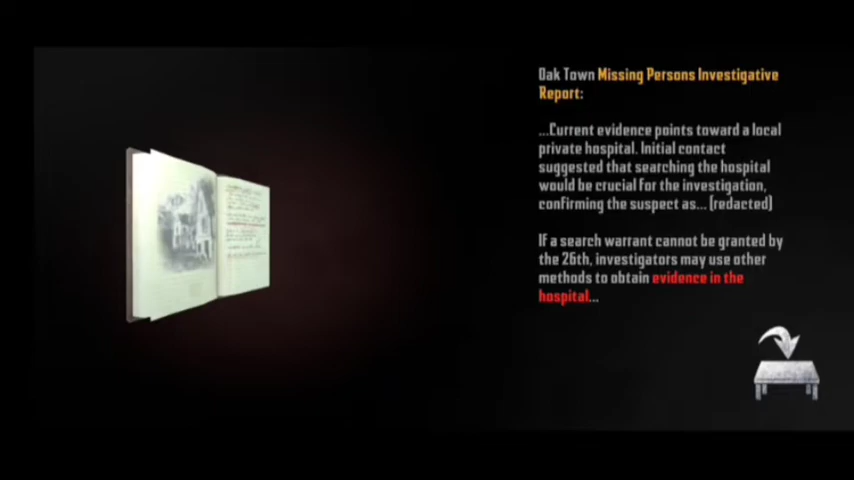 Oak Town Missing Persons Investigative
Report:
...Current evidence points toward a local
private hospital. Initial contact
suggested that searching the hospital
would be crucial for the investigation,
confirming the suspect as... (redacted)
If a search warrant cannot be granted by
the 26th, investigators may use other
methods to obtain evidence in the
hospital...